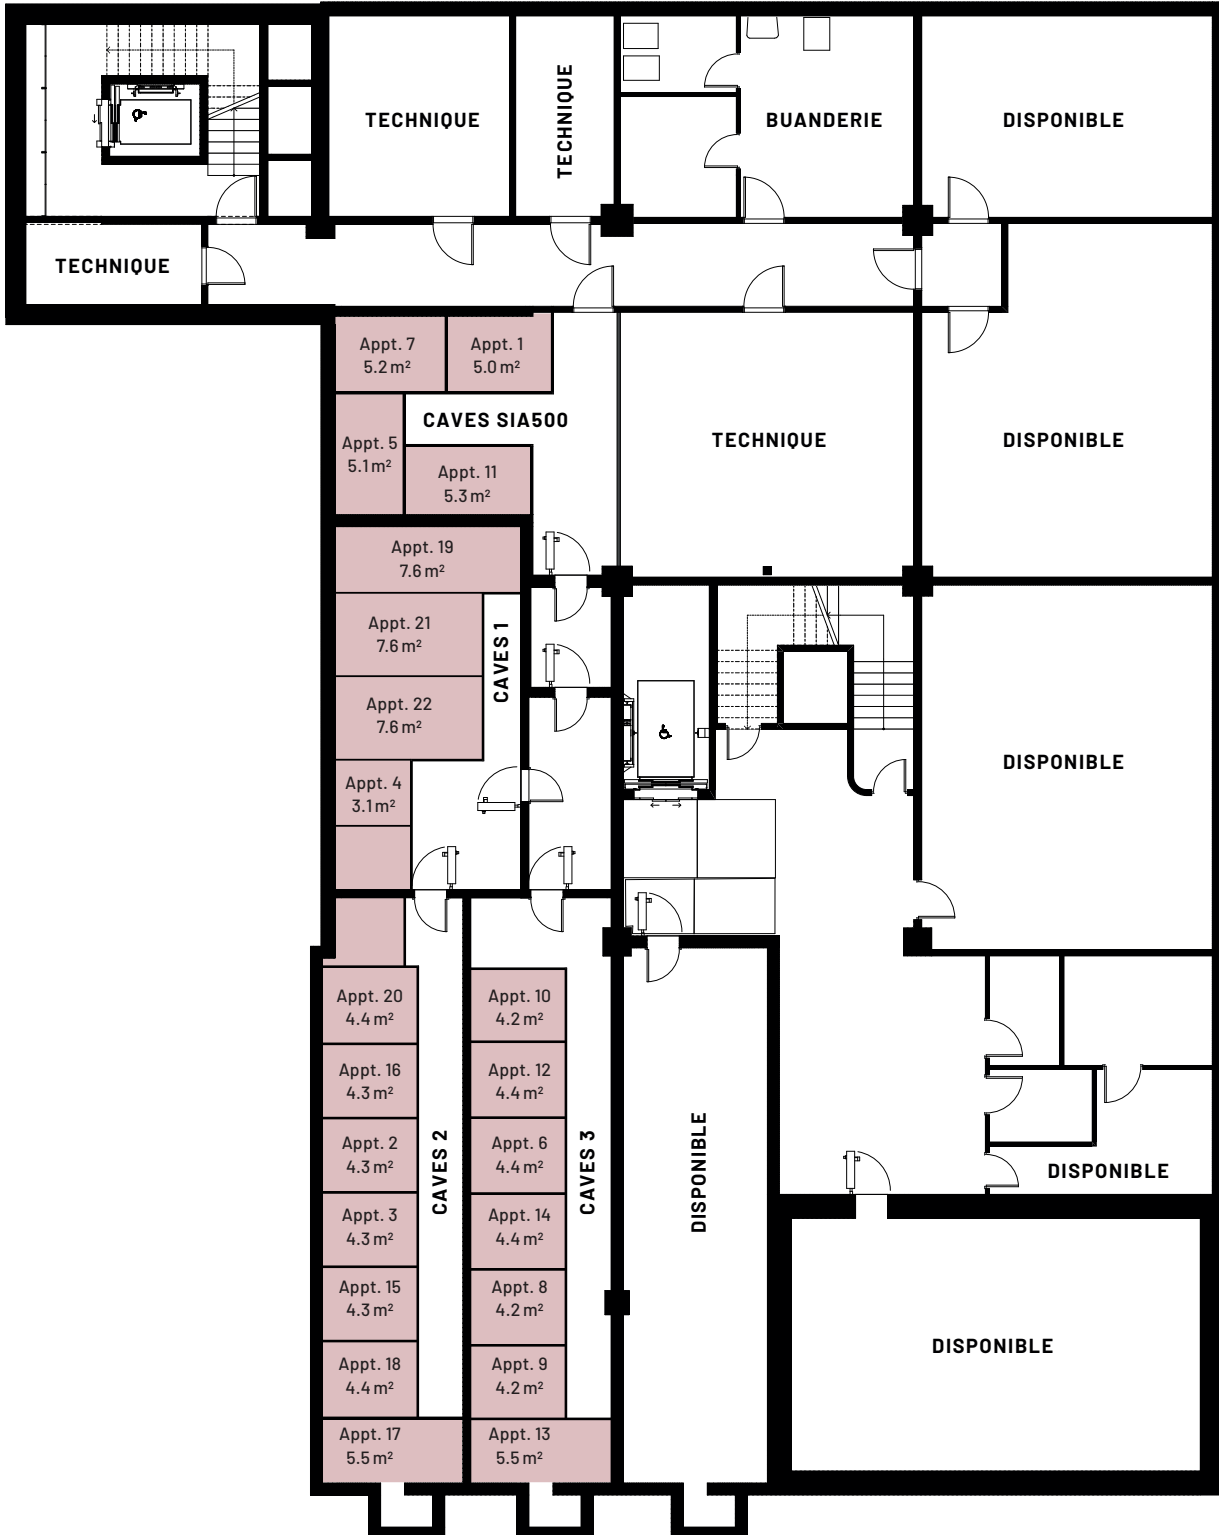 TECHNIQUE
TECHNIQUE
BUANDERIE
DISPONIBLE
TECHNIQUE
Appt. 7
5.2 m²
Appt. 1
5.0 m²
CAVES SIA500
Appt. 5
5.1 m²
Appt. 11
5.3 m²
TECHNIQUE
DISPONIBLE
Appt. 19
7.6 m²
Appt. 21
7.6 m²
CAVES 1
Appt. 22
7.6 m²
Appt. 4
3.1 m²
DISPONIBLE
Appt. 20
4.4 m²
Appt. 16
4.3 m²
Appt. 2
4.3 m²
Appt. 3
4.3 m²
Appt. 15
4.3 m²
Appt. 18
4.4 m²
Appt. 17
5.5 m²
CAVES 2
Appt. 10
4.2 m²
Appt. 12
4.4 m²
Appt. 6
4.4 m²
Appt. 14
4.4 m²
Appt. 8
4.2 m²
Appt. 9
4.2 m²
Appt. 13
5.5 m²
CAVES 3
DISPONIBLE
DISPONIBLE
DISPONIBLE